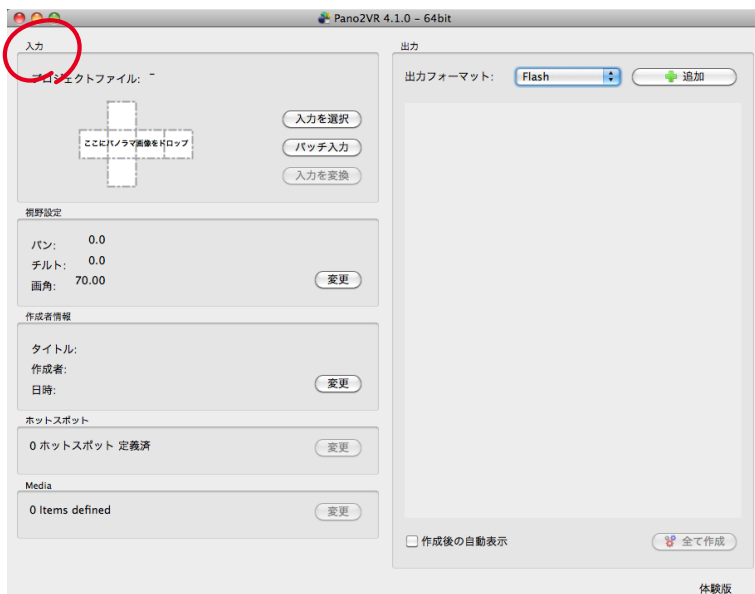 Pano2VR 4.1.0 - 64bit
入力
プロジェクトファイル: -
ここにパノラマ画像をドロップ
入力を選択
パッチ入力
入力を変換
視野設定
パン: 0.0
チルト: 0.0
画角: 70.00
変更
作成者情報
タイトル:
作成者:
日時:
変更
ホットスポット
0 ホットスポット 定義済
変更
Media
0 Items defined
変更
出力
出力フォーマット: Flash 追加
作成後の自動表示
全て作成
体験版